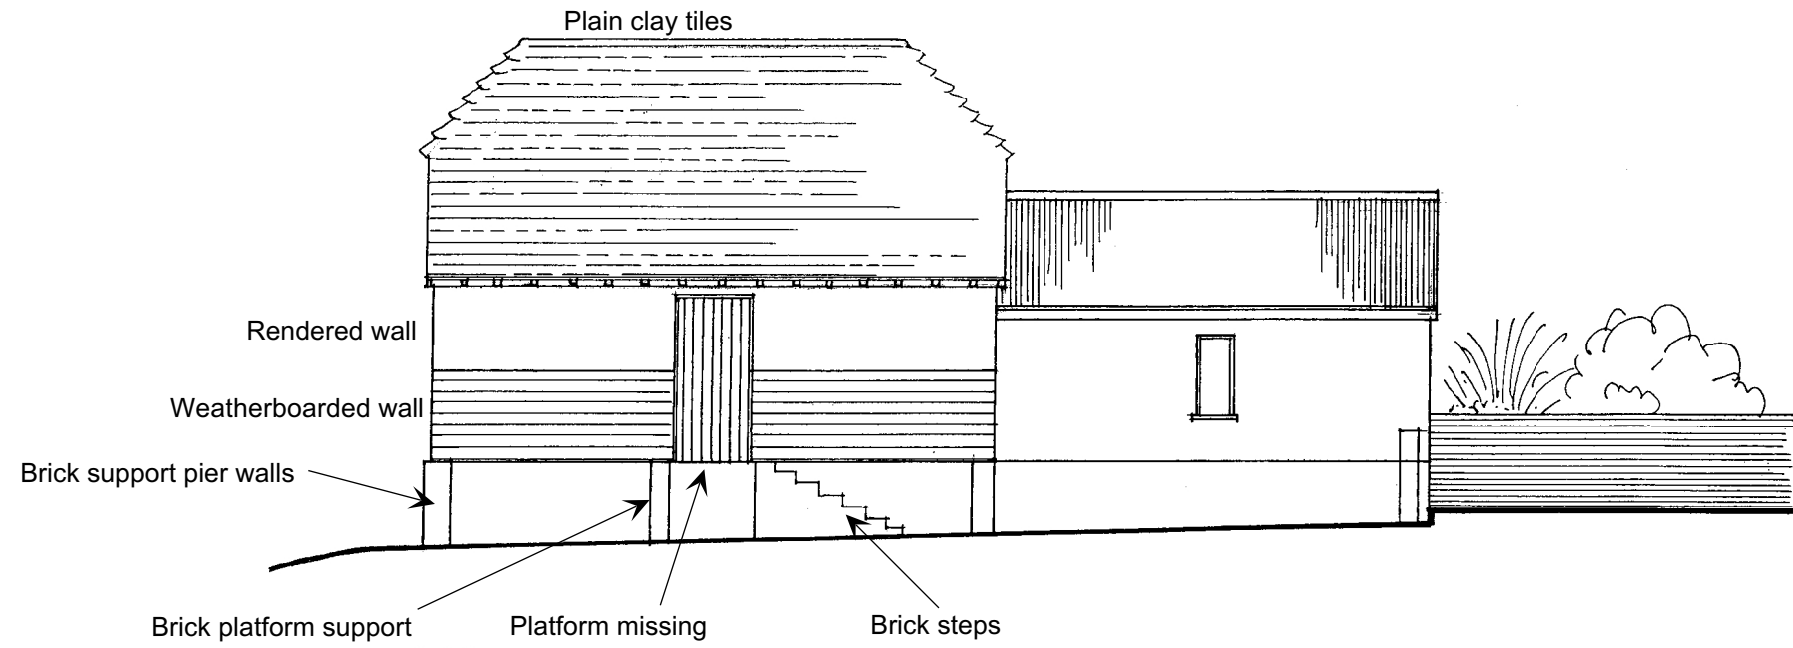 Plain clay tiles
Rendered wall
Weatherboarded wall
Brick support pier walls
Brick platform support
Platform missing
Brick steps